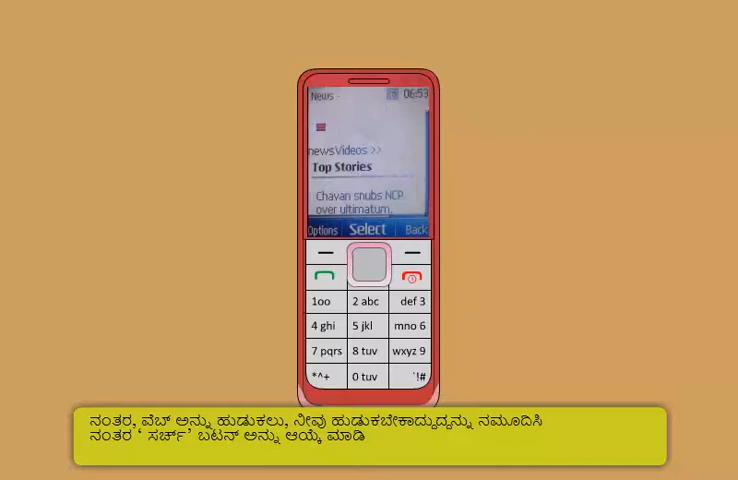 News -
06:53
newsVideos >>
Top Stories
Chavan snubs NCP
over ultimatum,
Options Select Back
1oo 2 abc def 3
4 ghi 5 jkl mno 6
7 pqrs 8 tuv wxyz 9
*^+ 0 tuv `!#
ನಂತರ, ವೆಬ್ ಅನ್ನು ಹುಡುಕಲು, ನೀವು ಹುಡುಕಬೇಕಾದ್ದುದ್ದನ್ನು ನಮೂದಿಸಿ
ನಂತರ ‘ ಸರ್ಚ್’ ಬಟನ್ ಅನ್ನು ಆಯ್ಕೆ ಮಾಡಿ